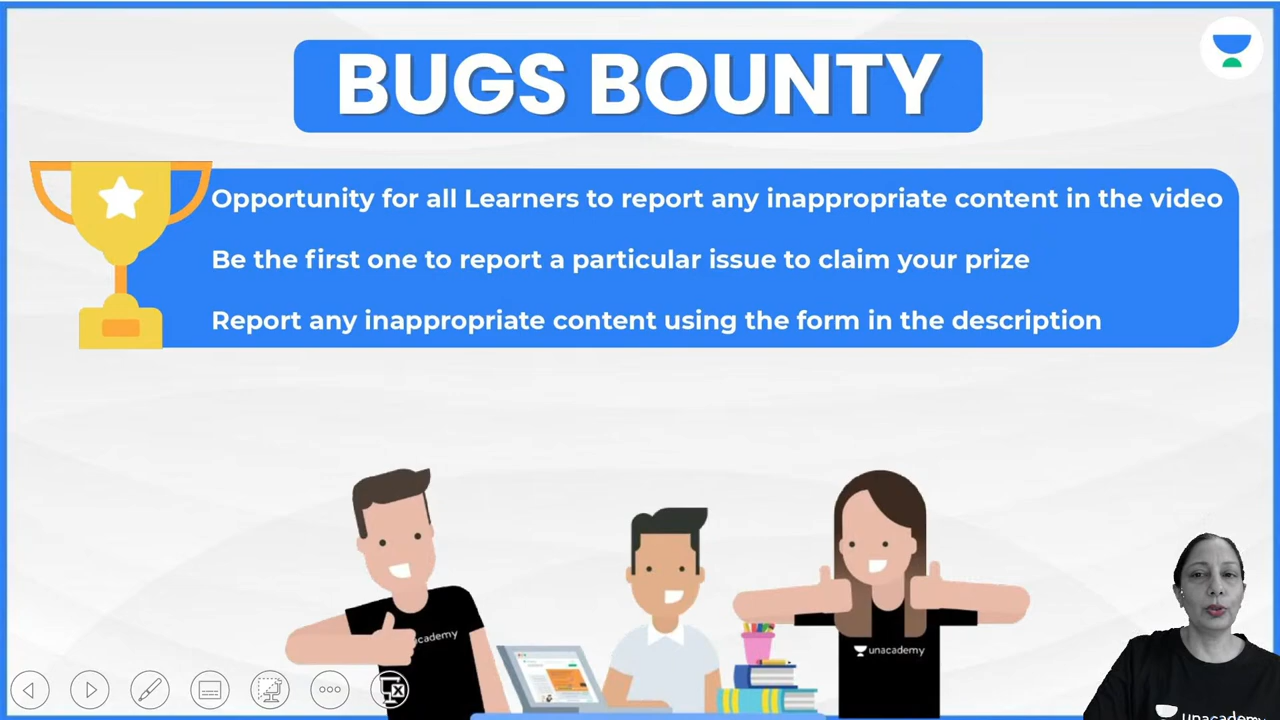 BUGS BOUNTY
Opportunity for all Learners to report any inappropriate content in the video
Be the first one to report a particular issue to claim your prize
Report any inappropriate content using the form in the description
unacademy
unacademy